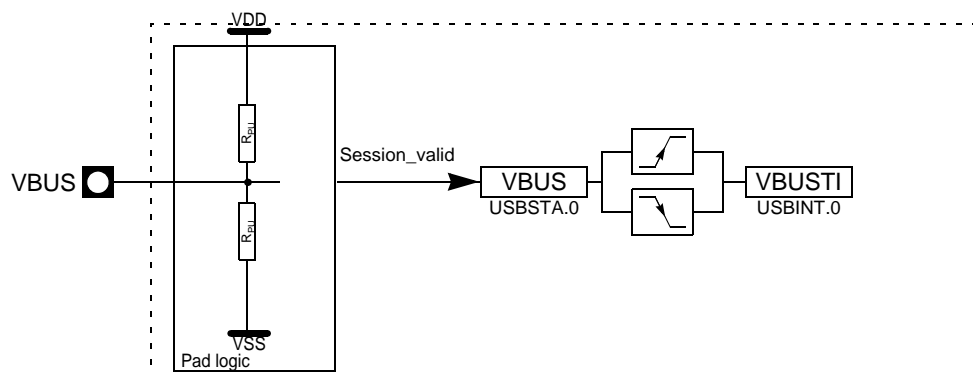 VDD
RPU
Session_valid
VBUS
VBUS
VBUSTI
USBSTA.0
USBINT.0
RPU
VSS
Pad logic